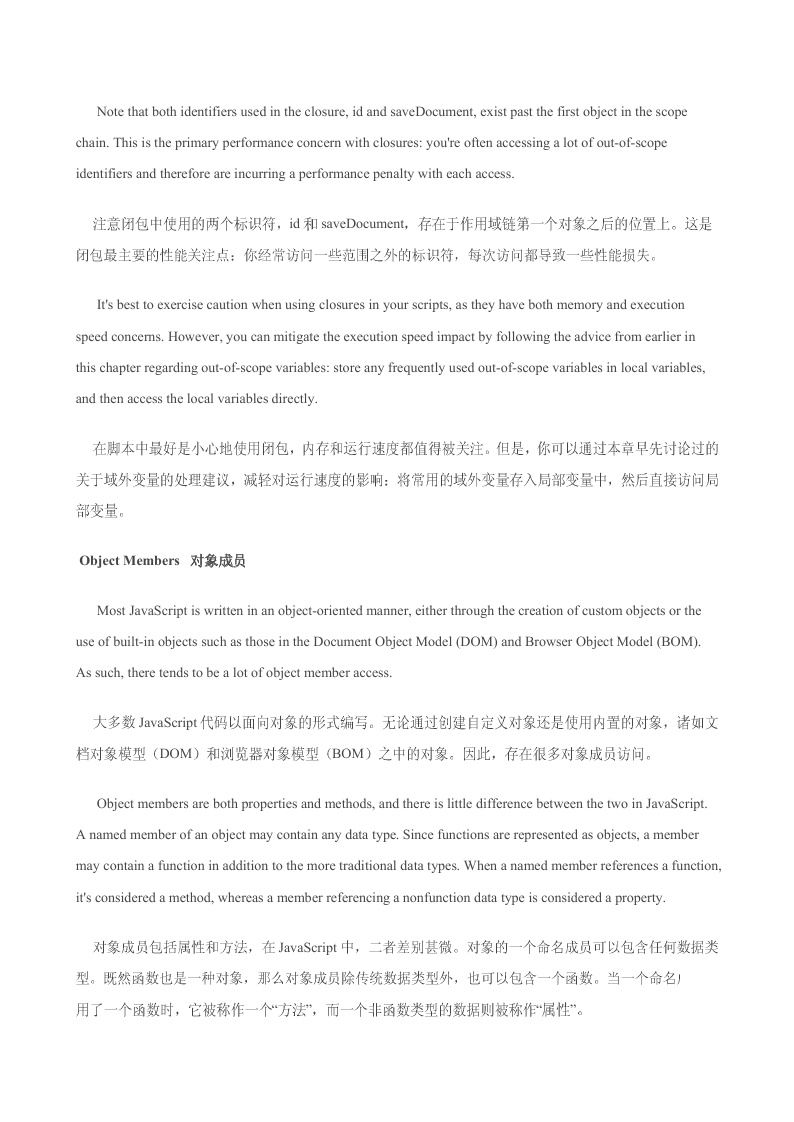 Note that both identifiers used in the closure, id and saveDocument, exist past the first object in the scope
chain. This is the primary performance concern with closures: you're often accessing a lot of out-of-scope
identifiers and therefore are incurring a performance penalty with each access.
注意闭包中使用的两个标识符，id 和 saveDocument，存在于作用域链第一个对象之后的位置上。这是
闭包最主要的性能关注点：你经常访问一些范围之外的标识符，每次访问都导致一些性能损失。
It's best to exercise caution when using closures in your scripts, as they have both memory and execution
speed concerns. However, you can mitigate the execution speed impact by following the advice from earlier in
this chapter regarding out-of-scope variables: store any frequently used out-of-scope variables in local variables,
and then access the local variables directly.
在脚本中最好是小心地使用闭包，内存和运行速度都值得被关注。但是，你可以通过本章早先讨论过的
关于域外变量的处理建议，减轻对运行速度的影响：将常用的域外变量存入局部变量中，然后直接访问局
部变量。
Object Members 对象成员
Most JavaScript is written in an object-oriented manner, either through the creation of custom objects or the
use of built-in objects such as those in the Document Object Model (DOM) and Browser Object Model (BOM).
As such, there tends to be a lot of object member access.
大多数 JavaScript 代码以面向对象的形式编写。无论通过创建自定义对象还是使用内置的对象，诸如文
档对象模型（DOM）和浏览器对象模型（BOM）之中的对象。因此，存在很多对象成员访问。
Object members are both properties and methods, and there is little difference between the two in JavaScript.
A named member of an object may contain any data type. Since functions are represented as objects, a member
may contain a function in addition to the more traditional data types. When a named member references a function,
it's considered a method, whereas a member referencing a nonfunction data type is considered a property.
对象成员包括属性和方法，在 JavaScript 中，二者差别甚微。对象的一个命名成员可以包含任何数据类
型。既然函数也是一种对象，那么对象成员除传统数据类型外，也可以包含一个函数。当一个命名
用了一个函数时，它被称作一个“方法”，而一个非函数类型的数据则被称作“属性”。